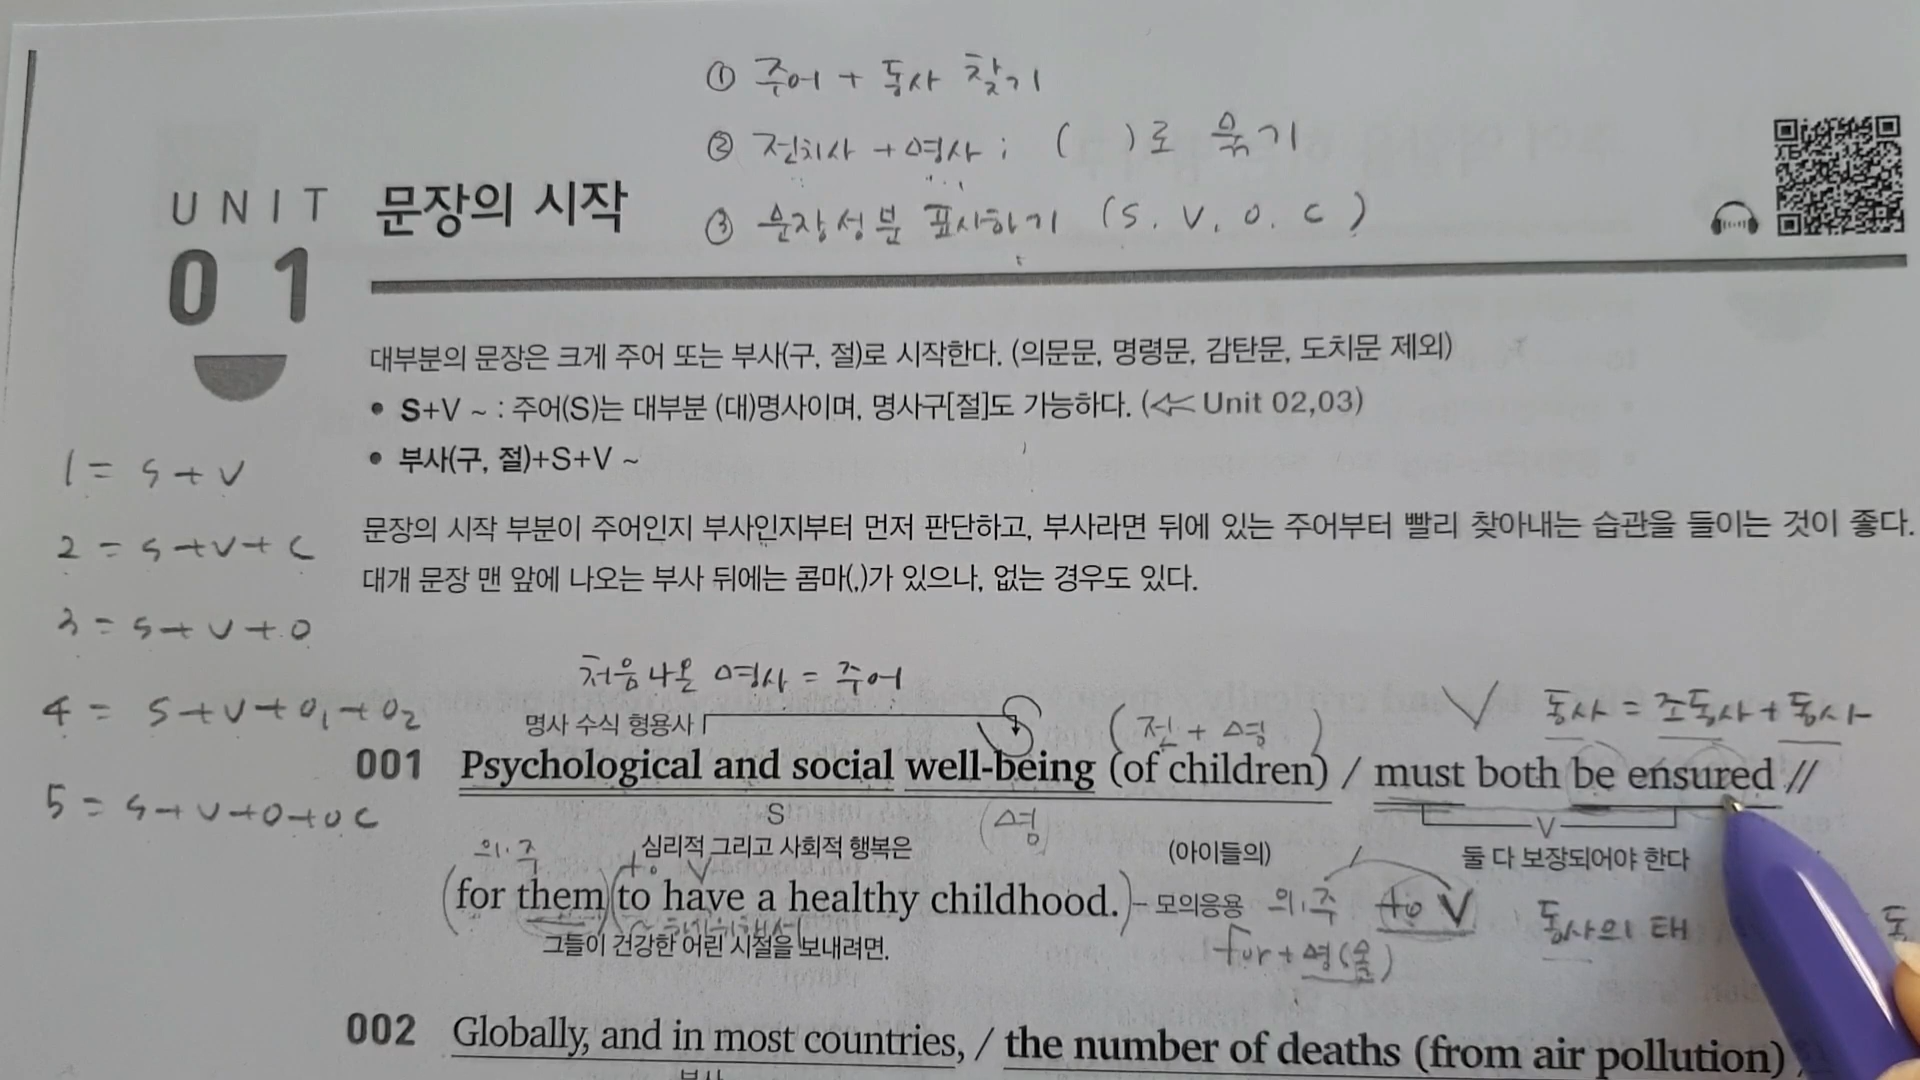 ① 주어 + 동사 찾기
② 전치사 + 명사 ; ( )로 묶기
③ 문장성분 표시하기 (S. V. O. C)
UNIT 01 문장의 시작
대부분의 문장은 크게 주어 또는 부사(구, 절)로 시작한다. (의문문, 명령문, 감탄문, 도치문 제외)
• S+V ~ : 주어(S)는 대부분 (대)명사이며, 명사구[절]도 가능하다. (≪ Unit 02,03)
• 부사(구, 절)+S+V ~
1 = S+V
2 = S+V+C
3 = S+V+O
4 = S+V+O1+O2
5 = S+V+O+OC
문장의 시작 부분이 주어인지 부사인지부터 먼저 판단하고, 부사라면 뒤에 있는 주어부터 빨리 찾아내는 습관을 들이는 것이 좋다.
대개 문장 맨 앞에 나오는 부사 뒤에는 콤마(,)가 있으나, 없는 경우도 있다.
처음나온 명사 = 주어
동사 = 조동사+동사
명사 수식 형용사
(전 + 명)
001 Psychological and social well-being (of children) / must both be ensured //
S
(명)
V
심리적 그리고 사회적 행복은
(아이들의)
둘 다 보장되어야 한다
의.주
to V
(for them)(to have a healthy childhood.) – 모의응용
의.주 to V
동사의 태
동
그들이 건강한 어린 시절을 보내려면.
for + 명(을)
002 Globally, and in most countries, / the number of deaths (from air pollution)
부사